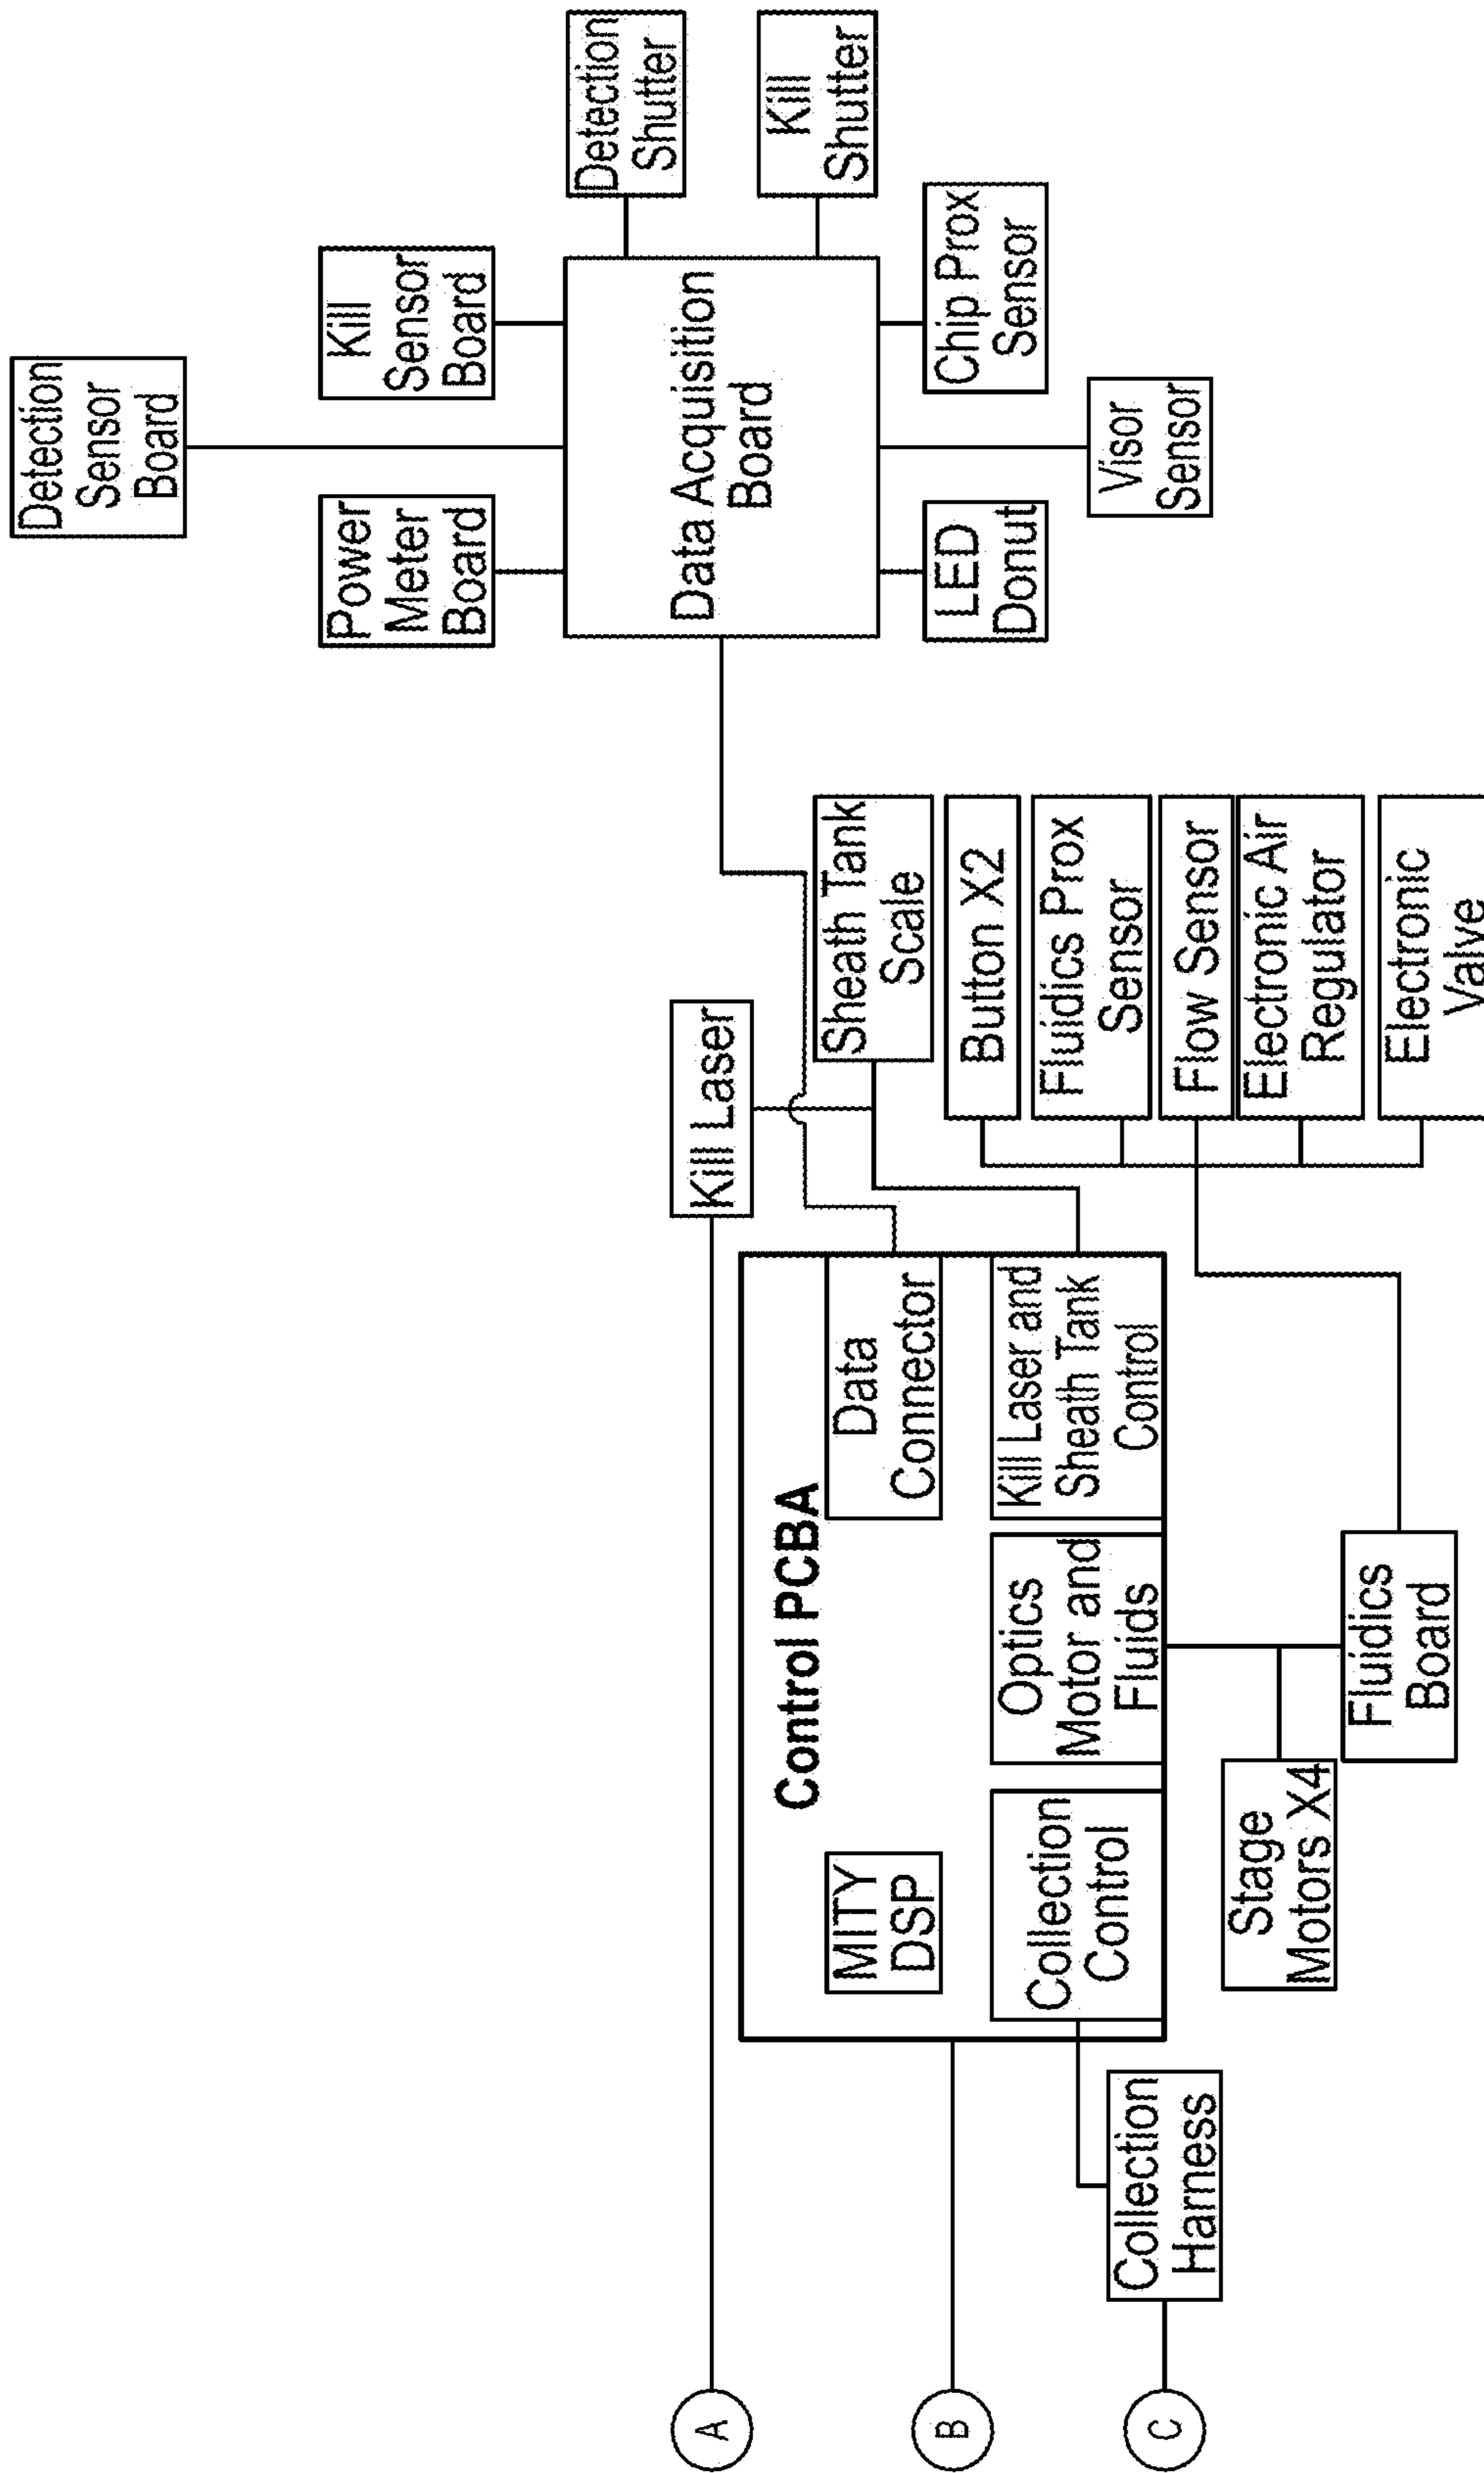 Detection
Sensor
Board
Power
Meter
Board
Kill
Sensor
Board
Detection
Shutter
Data Acquisition
Board
Kill
Shutter
LED
Donut
Chip Prox
Sensor
Visor
Sensor
A
Kill Laser
Control PCBA
MITY
DSP
Data
Connector
Sheath Tank
Scale
B
Collection
Control
Optics
Motor and
Fluids
Kill Laser and
Sheath Tank
Control
Button X2
Fluidics Prox
Sensor
C
Collection
Harness
Flow Sensor
Stage
Motors X4
Electronic Air
Regulator
Fluidics
Board
Electronic
Valve